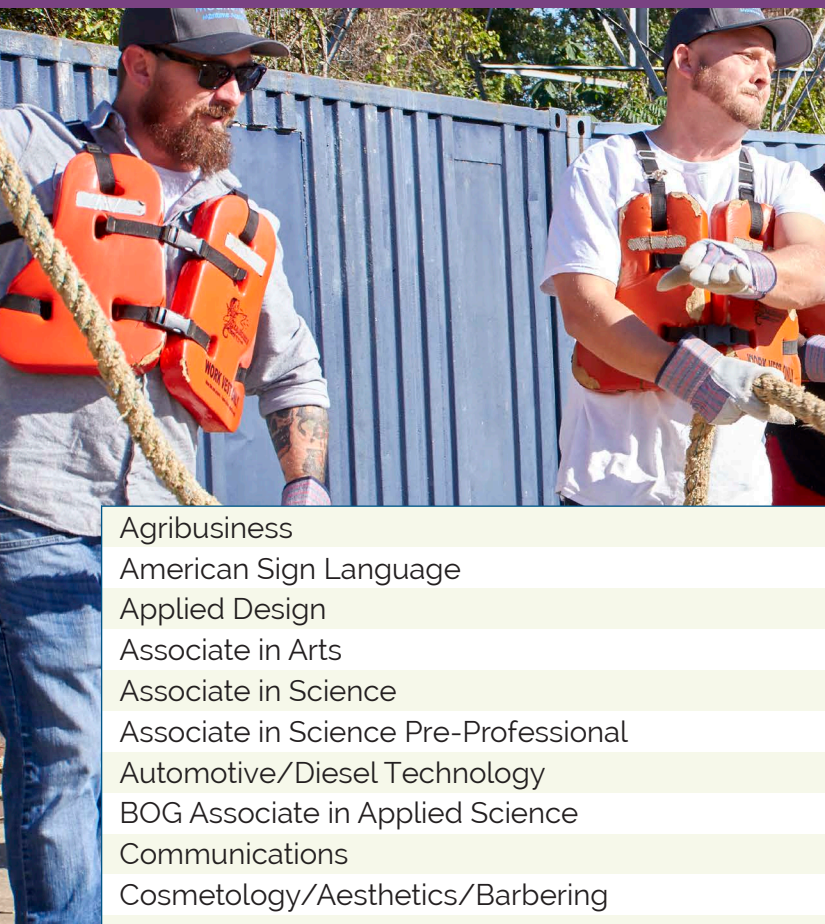 WORK VEST ONLY
Agribusiness
American Sign Language
Applied Design
Associate in Arts
Associate in Science
Associate in Science Pre-Professional
Automotive/Diesel Technology
BOG Associate in Applied Science
Communications
Cosmetology/Aesthetics/Barbering